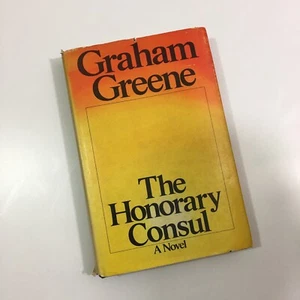 Graham
Greene
The
Honorary
Consul
A Novel